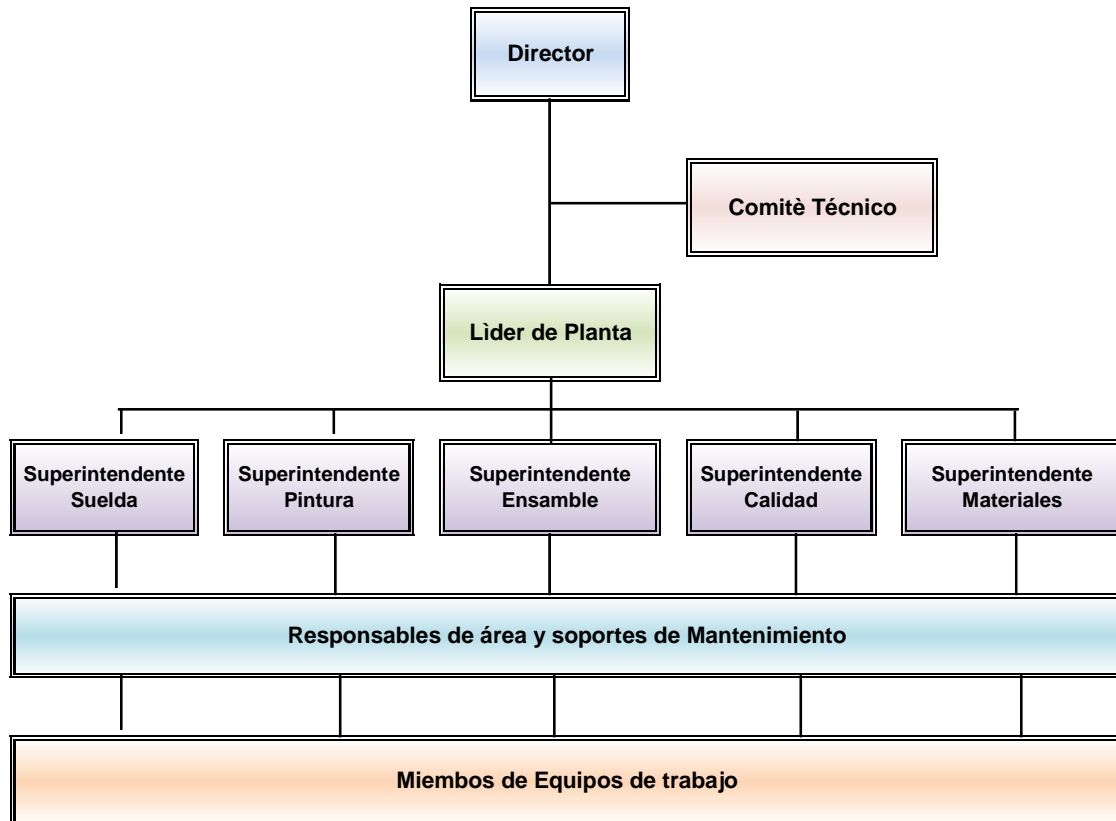 Director
Comitè Técnico
Lìder de Planta
Superintendente
Suelda
Superintendente
Pintura
Superintendente
Ensamble
Superintendente
Calidad
Superintendente
Materiales
Responsables de área y soportes de Mantenimiento
Miembos de Equipos de trabajo